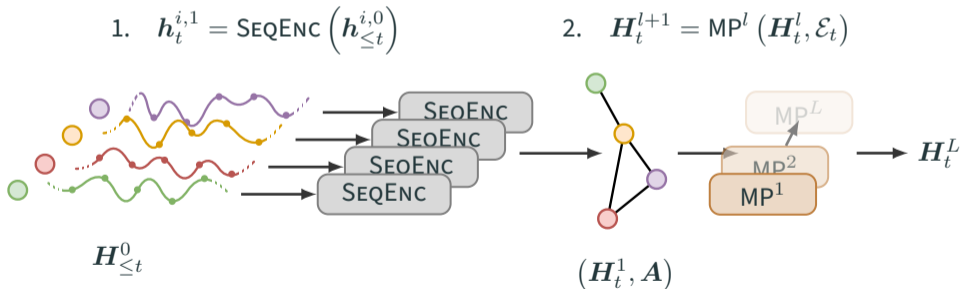 1. h_t^{i,1} = SEQENC (h_{≤t}^{i,0})
2. H_t^{l+1} = MP^l (H_t^l, ℰ_t)
SEQENC
SEQENC
SEQENC
SEQENC
MP^L
MP^2
MP^1
H_t^L
H_{≤t}^0
(H_t^1, A)